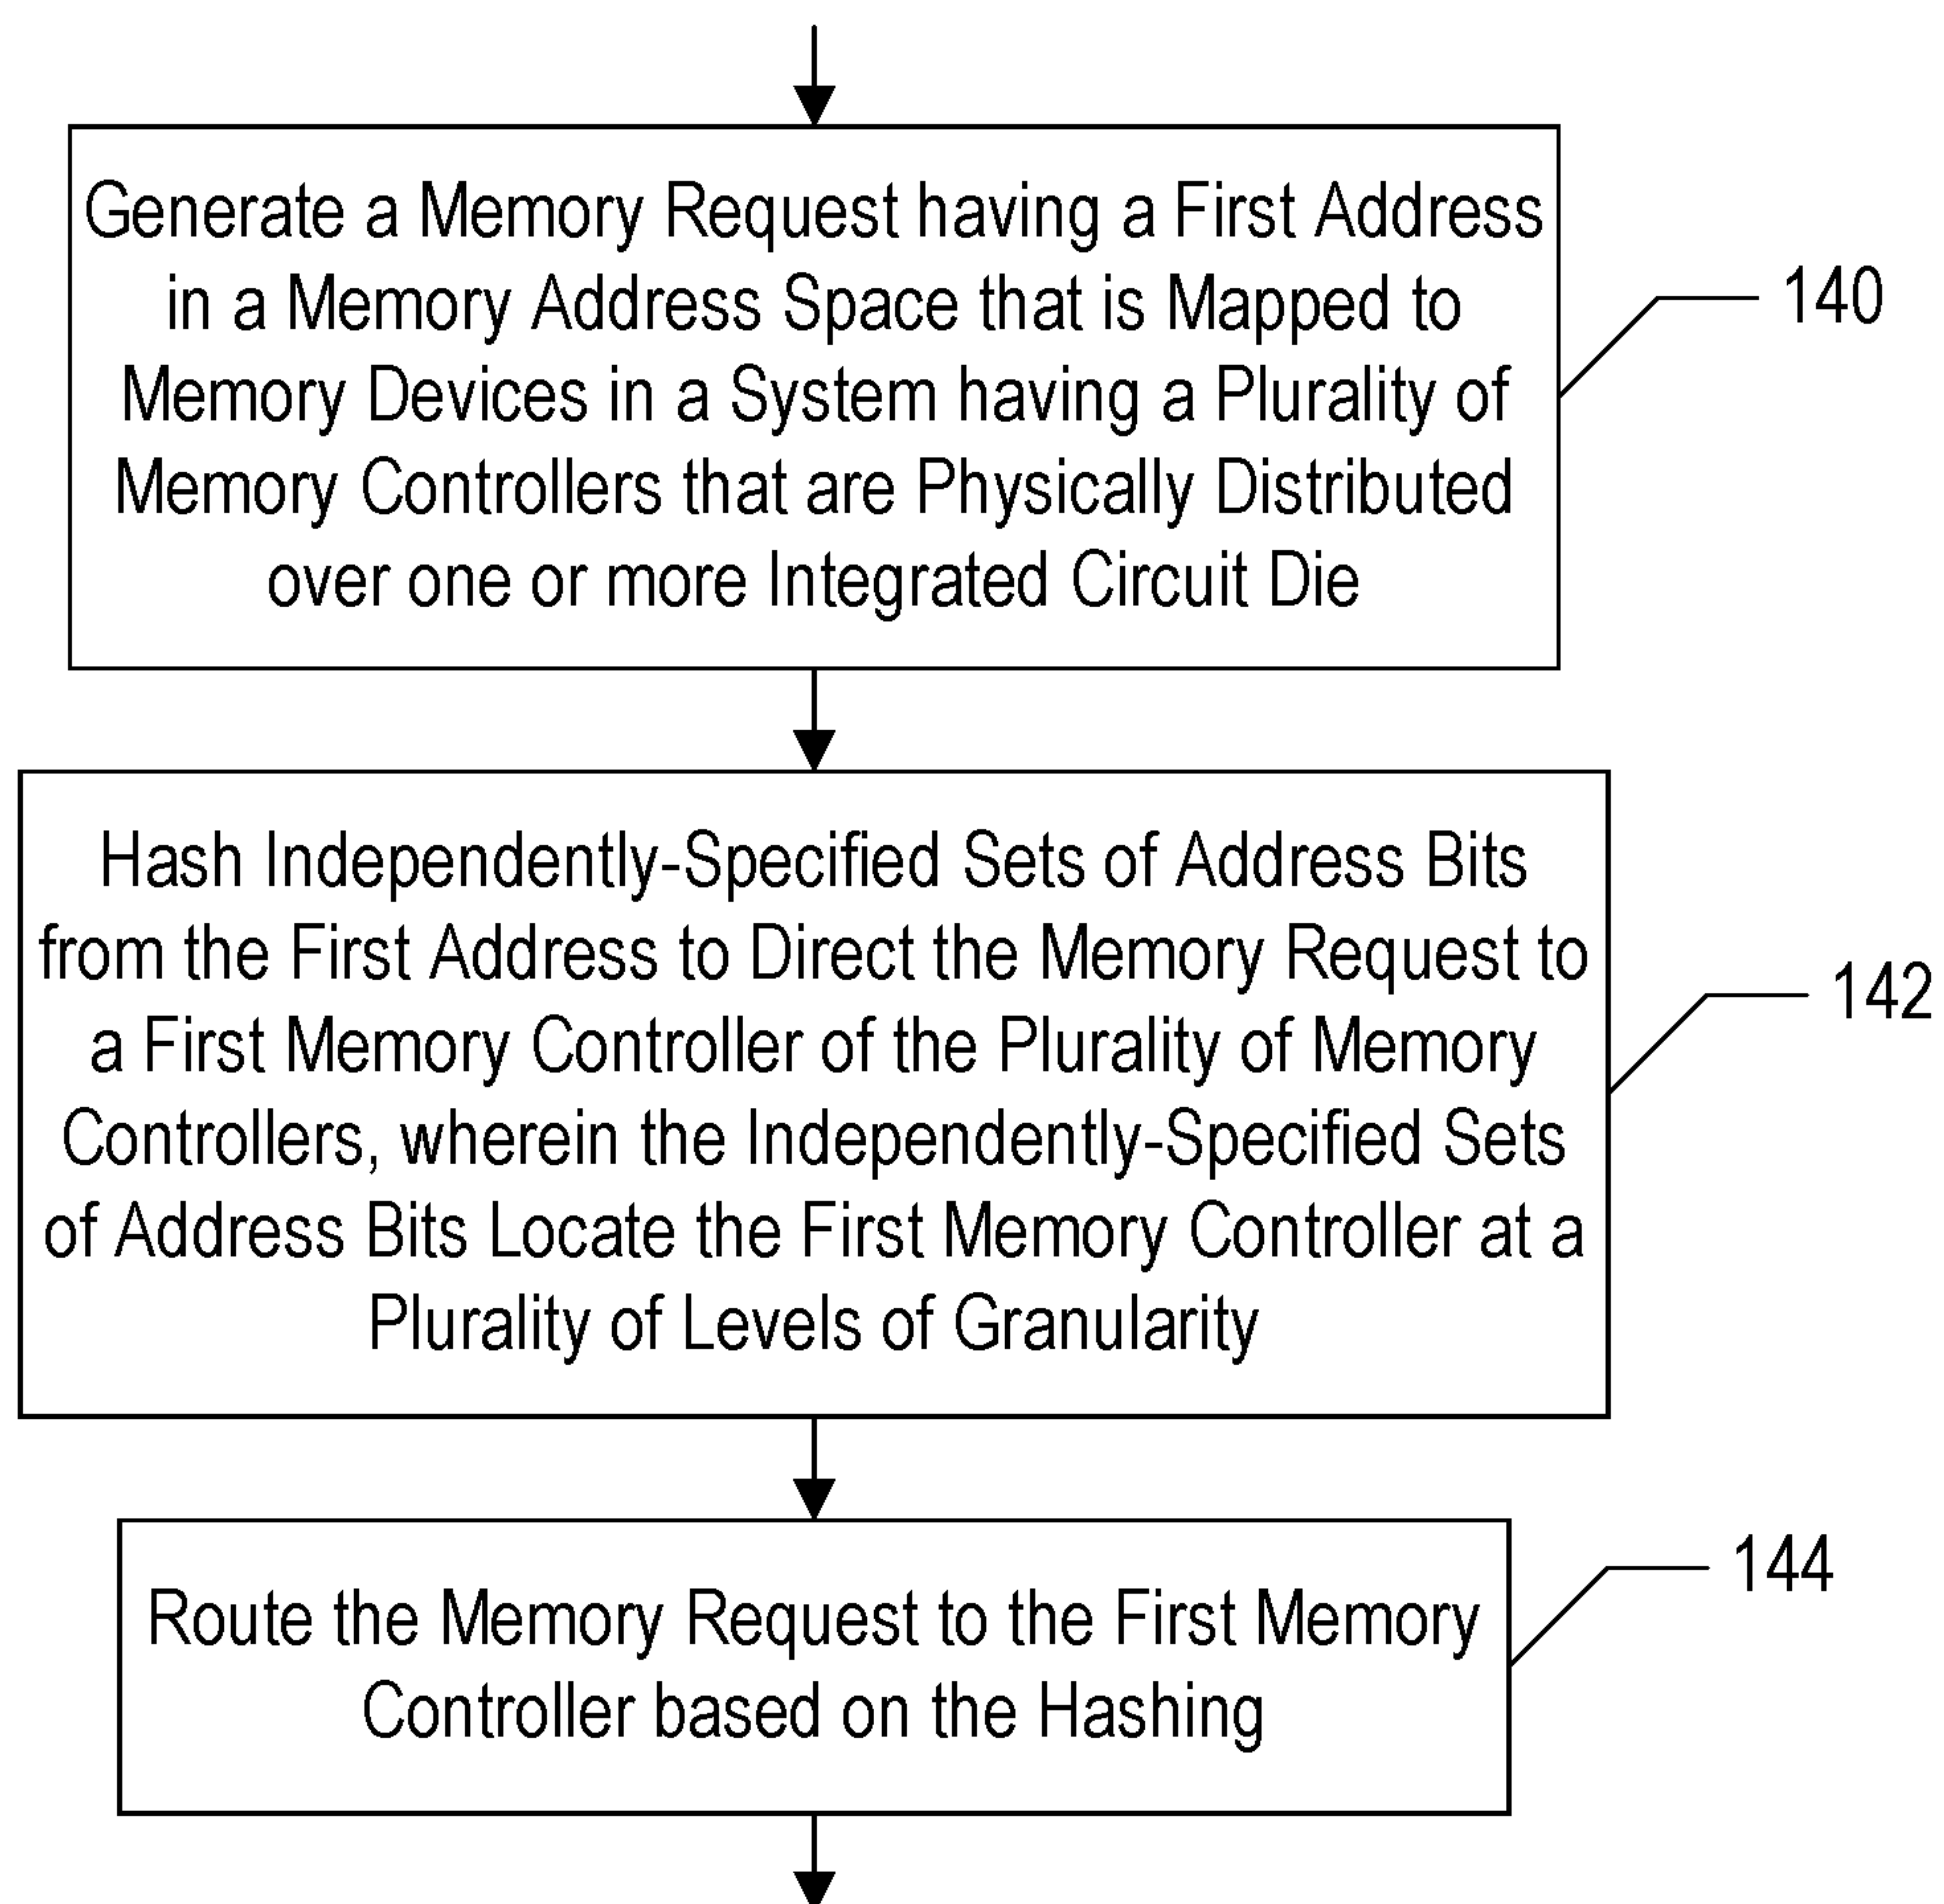 Generate a Memory Request having a First Address
in a Memory Address Space that is Mapped to
Memory Devices in a System having a Plurality of
Memory Controllers that are Physically Distributed
over one or more Integrated Circuit Die
140
Hash Independently-Specified Sets of Address Bits
from the First Address to Direct the Memory Request to
a First Memory Controller of the Plurality of Memory
Controllers, wherein the Independently-Specified Sets
of Address Bits Locate the First Memory Controller at a
Plurality of Levels of Granularity
142
Route the Memory Request to the First Memory
Controller based on the Hashing
144